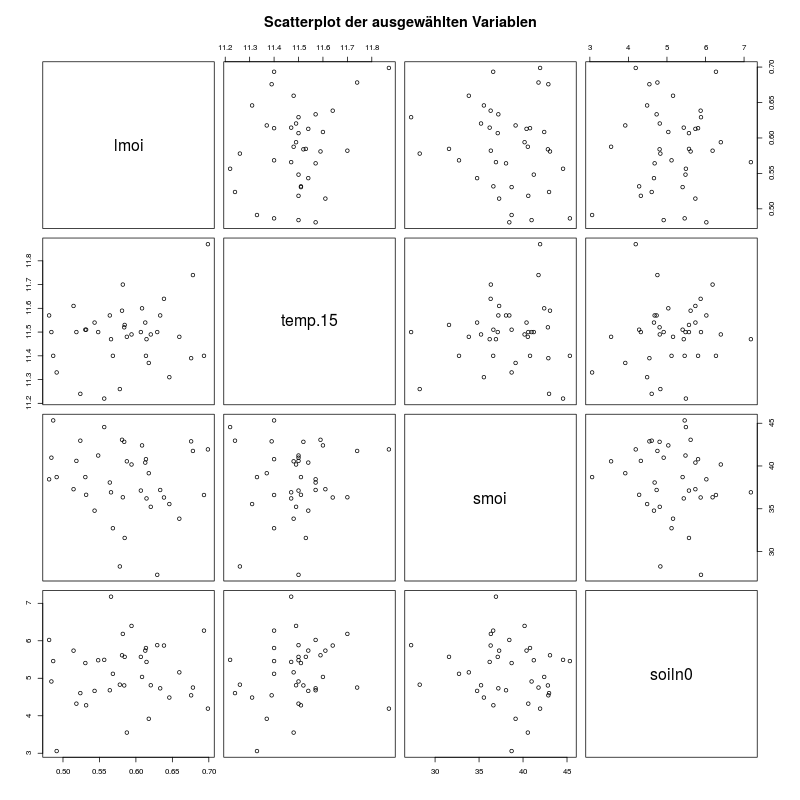 Scatterplot der ausgewählten Variablen
11.2 11.3 11.4 11.5 11.6 11.7 11.8
3 4 5 6 7
lmoi
0.50 0.55 0.60 0.65 0.70
11.2 11.3 11.4 11.5 11.6 11.7 11.8
temp.15
smoi
30 35 40 45
3 4 5 6 7
soiln0
0.50 0.55 0.60 0.65 0.70
30 35 40 45